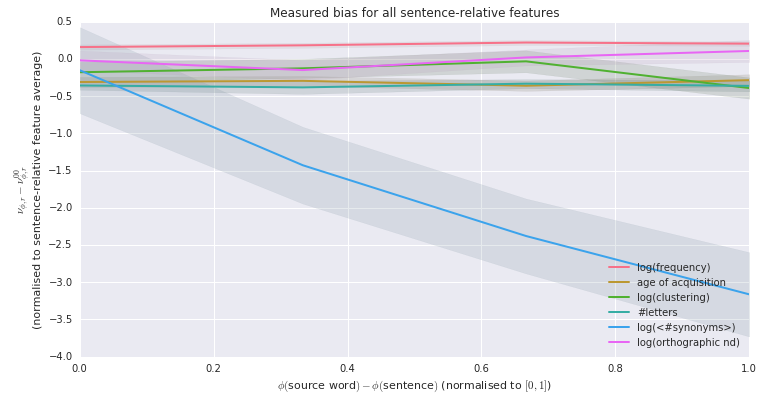 Measured bias for all sentence-relative features
0.5
0.0
−0.5
−1.0
−1.5
−2.0
−2.5
−3.0
−3.5
−4.0
ν_{ϕ,r} − ν_{ϕ,r}^{00}
(normalised to sentence-relative feature average)
log(frequency)
age of acquisition
log(clustering)
#letters
log(<#synonyms>)
log(orthographic nd)
0.0 0.2 0.4 0.6 0.8 1.0
ϕ(source word) − ϕ(sentence) (normalised to [0, 1])